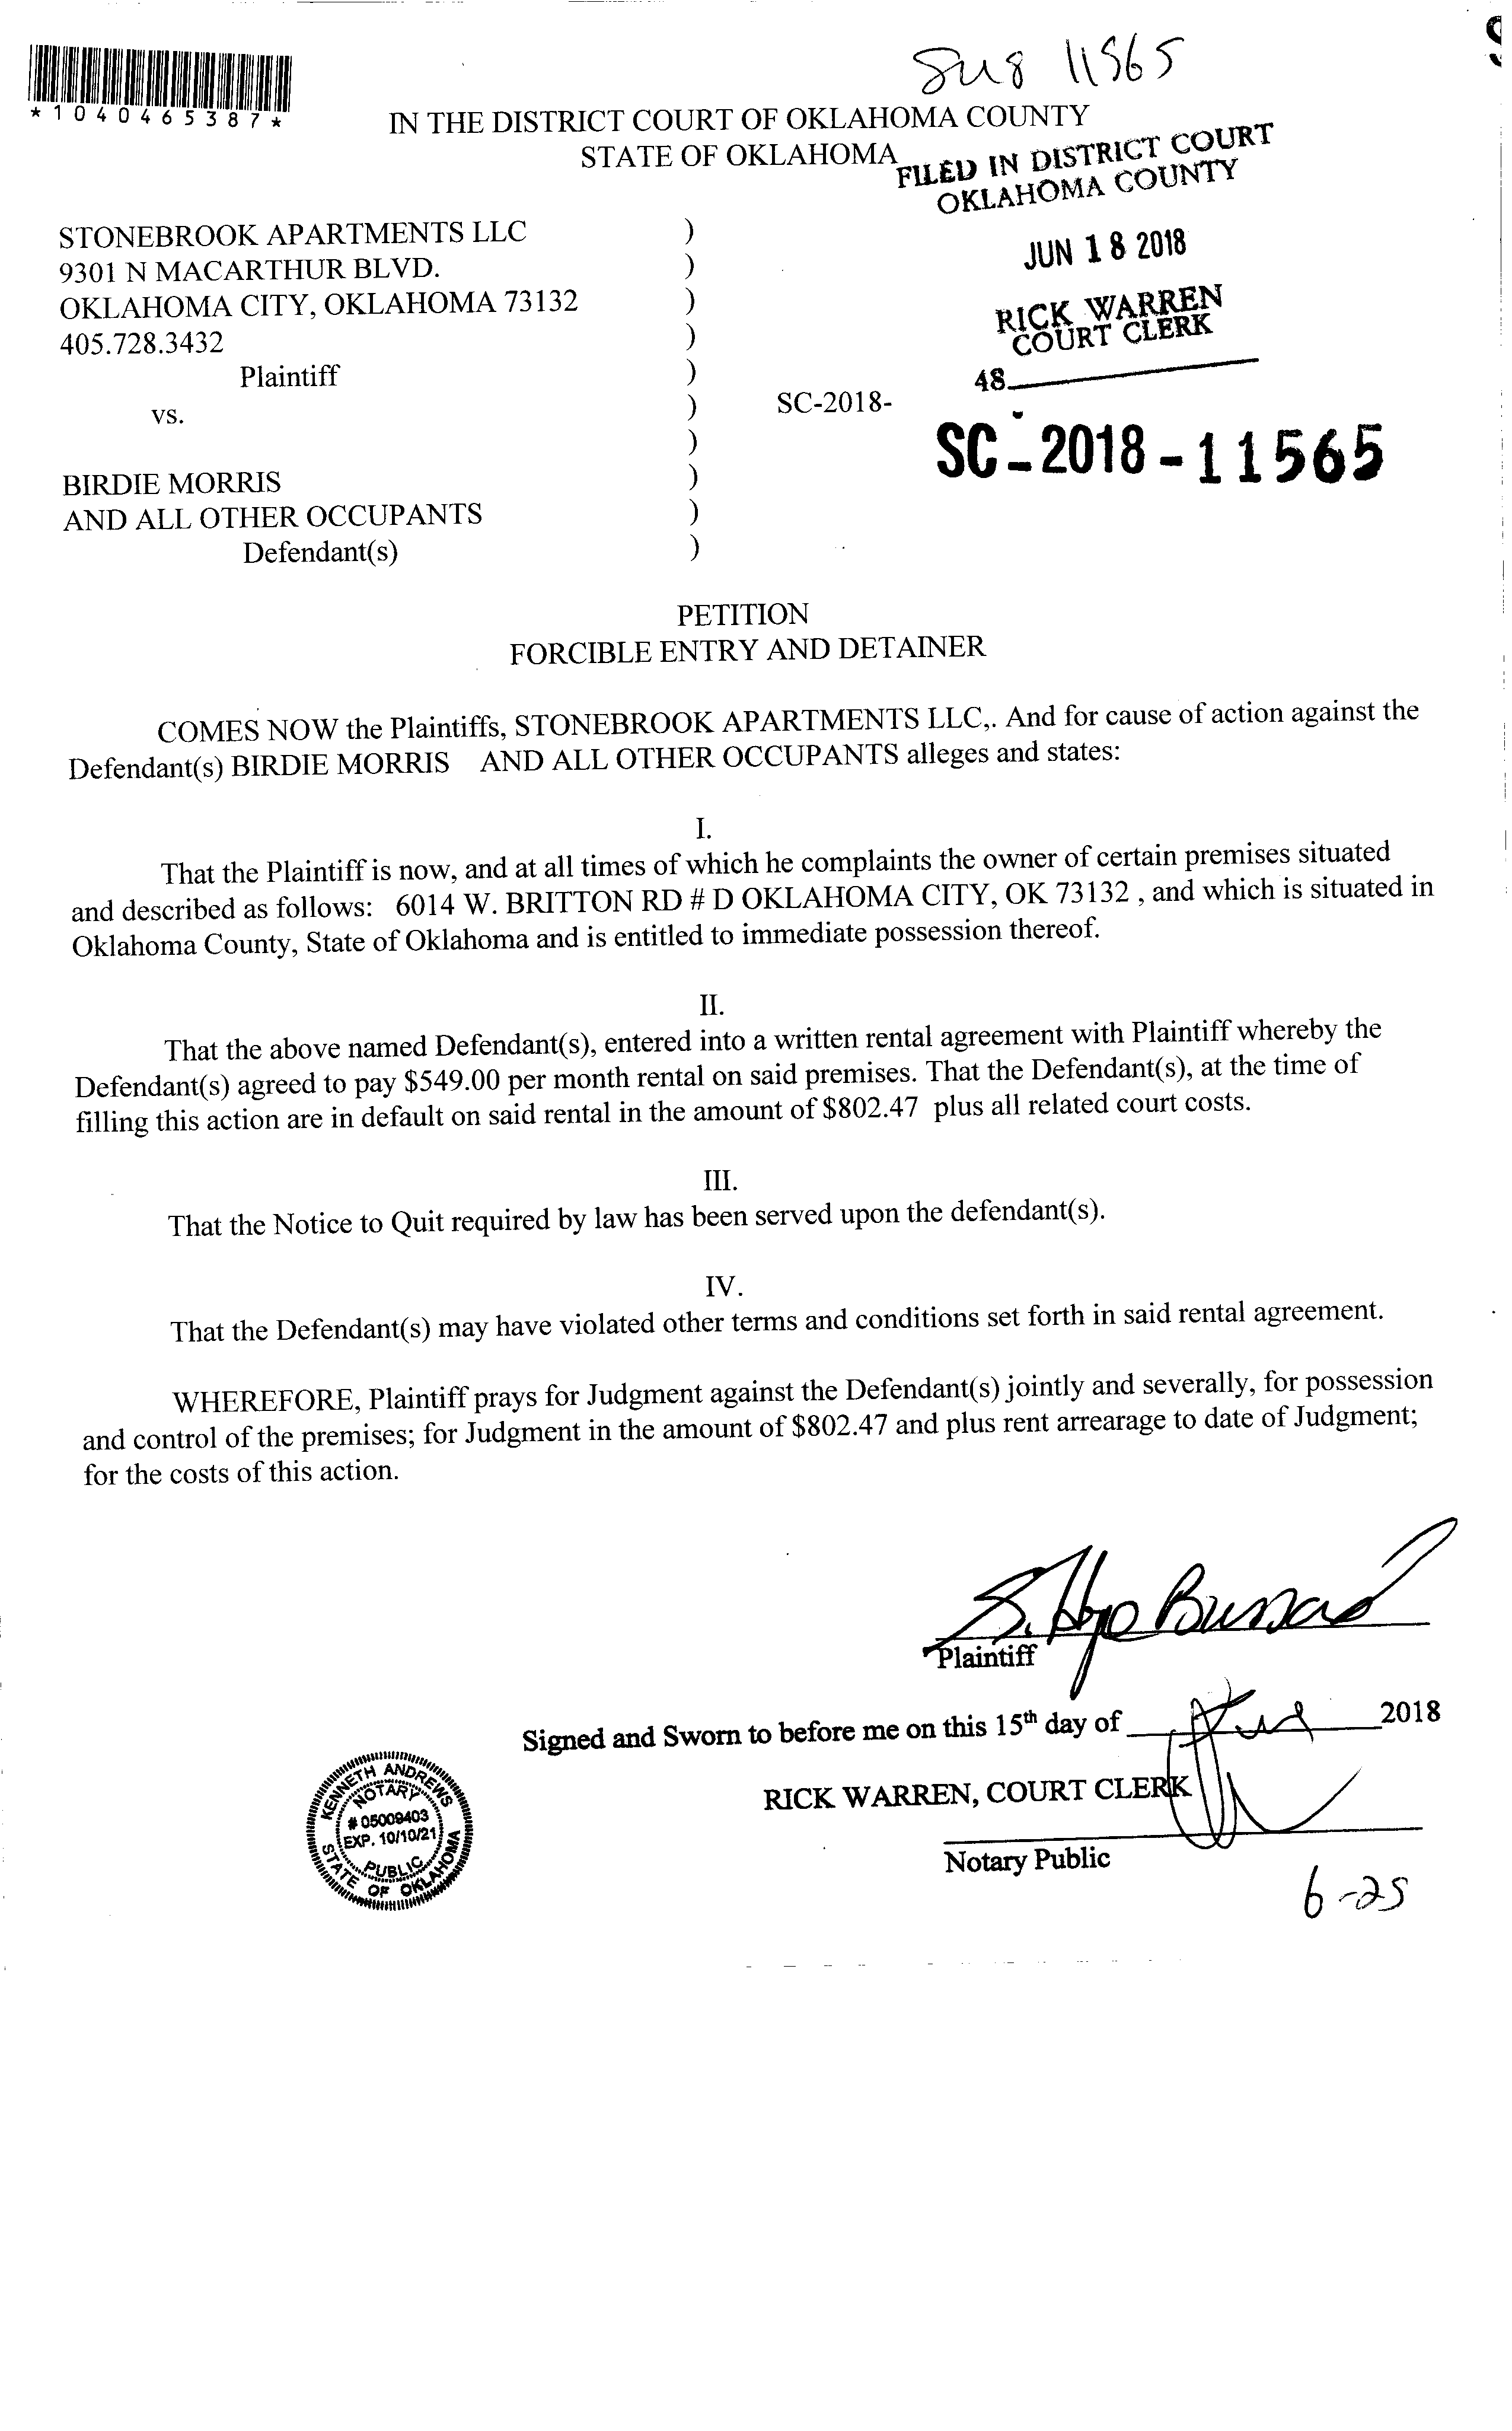 11565
*1040465387*
IN THE DISTRICT COURT OF OKLAHOMA COUNTY
STATE OF OKLAHOMA
FILED IN DISTRICT COURT
OKLAHOMA COUNTY
JUN 18 2018
RICK WARREN
COURT CLERK
48
STONEBROOK APARTMENTS LLC )
9301 N MACARTHUR BLVD. )
OKLAHOMA CITY, OKLAHOMA 73132 )
405.728.3432 )
Plaintiff )
vs. ) SC-2018-
)
SC-2018-11565
BIRDIE MORRIS )
AND ALL OTHER OCCUPANTS )
Defendant(s) )
PETITION
FORCIBLE ENTRY AND DETAINER
COMES NOW the Plaintiffs, STONEBROOK APARTMENTS LLC,. And for cause of action against the
Defendant(s) BIRDIE MORRIS AND ALL OTHER OCCUPANTS alleges and states:
I.
That the Plaintiff is now, and at all times of which he complaints the owner of certain premises situated
and described as follows: 6014 W. BRITTON RD # D OKLAHOMA CITY, OK 73132 , and which is situated in
Oklahoma County, State of Oklahoma and is entitled to immediate possession thereof.
II.
That the above named Defendant(s), entered into a written rental agreement with Plaintiff whereby the
Defendant(s) agreed to pay $549.00 per month rental on said premises. That the Defendant(s), at the time of
filling this action are in default on said rental in the amount of $802.47 plus all related court costs.
III.
That the Notice to Quit required by law has been served upon the defendant(s).
IV.
That the Defendant(s) may have violated other terms and conditions set forth in said rental agreement.
WHEREFORE, Plaintiff prays for Judgment against the Defendant(s) jointly and severally, for possession
and control of the premises; for Judgment in the amount of $802.47 and plus rent arrearage to date of Judgment;
for the costs of this action.
Plaintiff
Signed and Sworn to before me on this 15th day of 2018
RICK WARREN, COURT CLERK
Notary Public
KENNETH ANDREWS
NOTARY
# 05009403
EXP. 10/10/21
PUBLIC
STATE OF OKLAHOMA
6-25